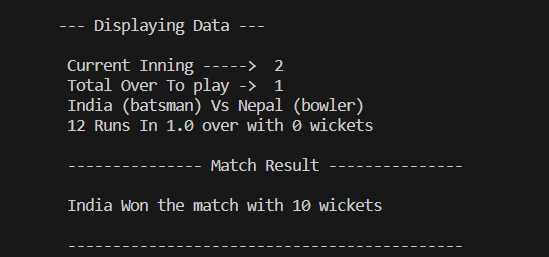 --- Displaying Data ---
Current Inning ----->  2
Total Over To play ->  1
India (batsman) Vs Nepal (bowler)
12 Runs In 1.0 over with 0 wickets
--------------- Match Result ---------------
India Won the match with 10 wickets
--------------------------------------------